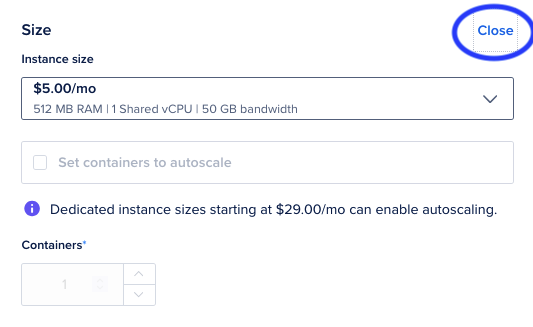 Size
Close
Instance size
$5.00/mo
512 MB RAM | 1 Shared vCPU | 50 GB bandwidth
Set containers to autoscale
Dedicated instance sizes starting at $29.00/mo can enable autoscaling.
Containers*
1